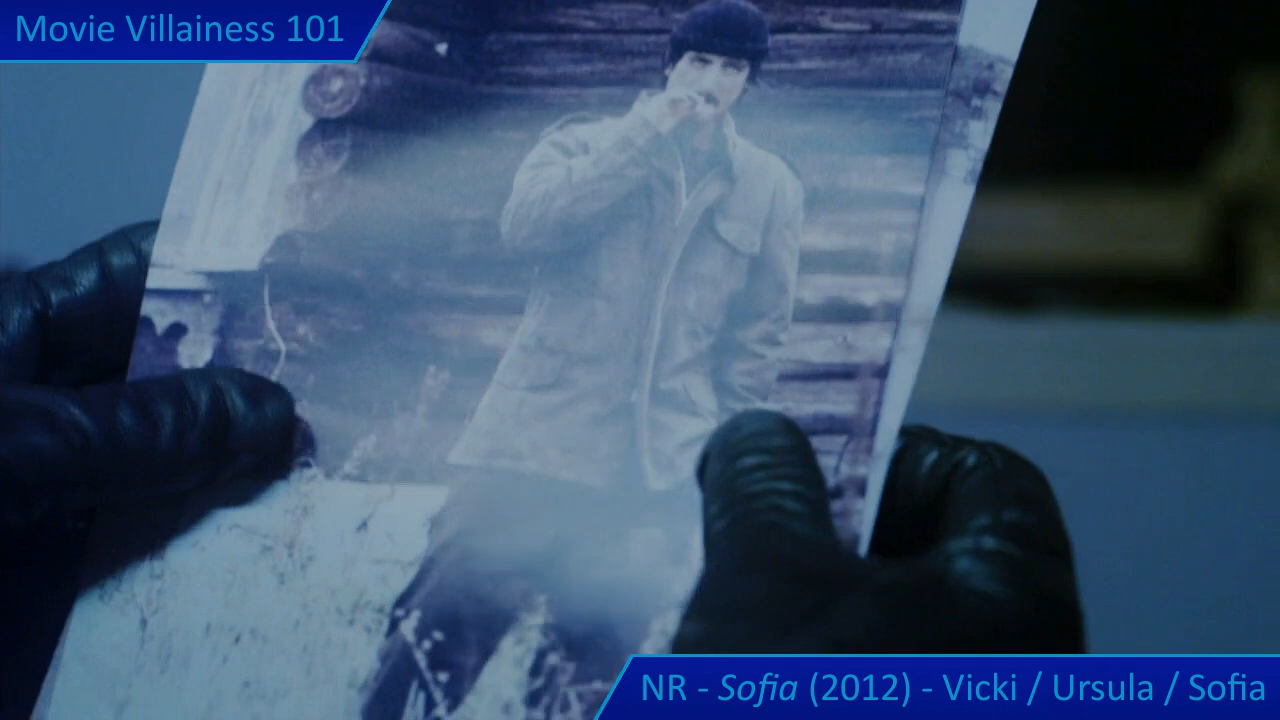 Movie Villainess 101
NR - Sofia (2012) - Vicki / Ursula / Sofia